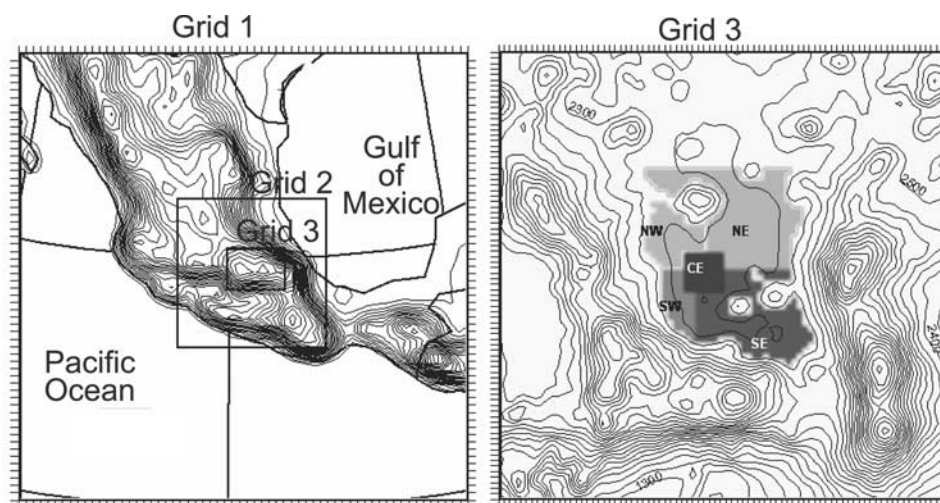 Grid 1
Grid 3
Gulf
of
Mexico
Grid 2
Grid 3
Pacific
Ocean
2300
2800
NW
NE
CE
SW
SE
2400
1300